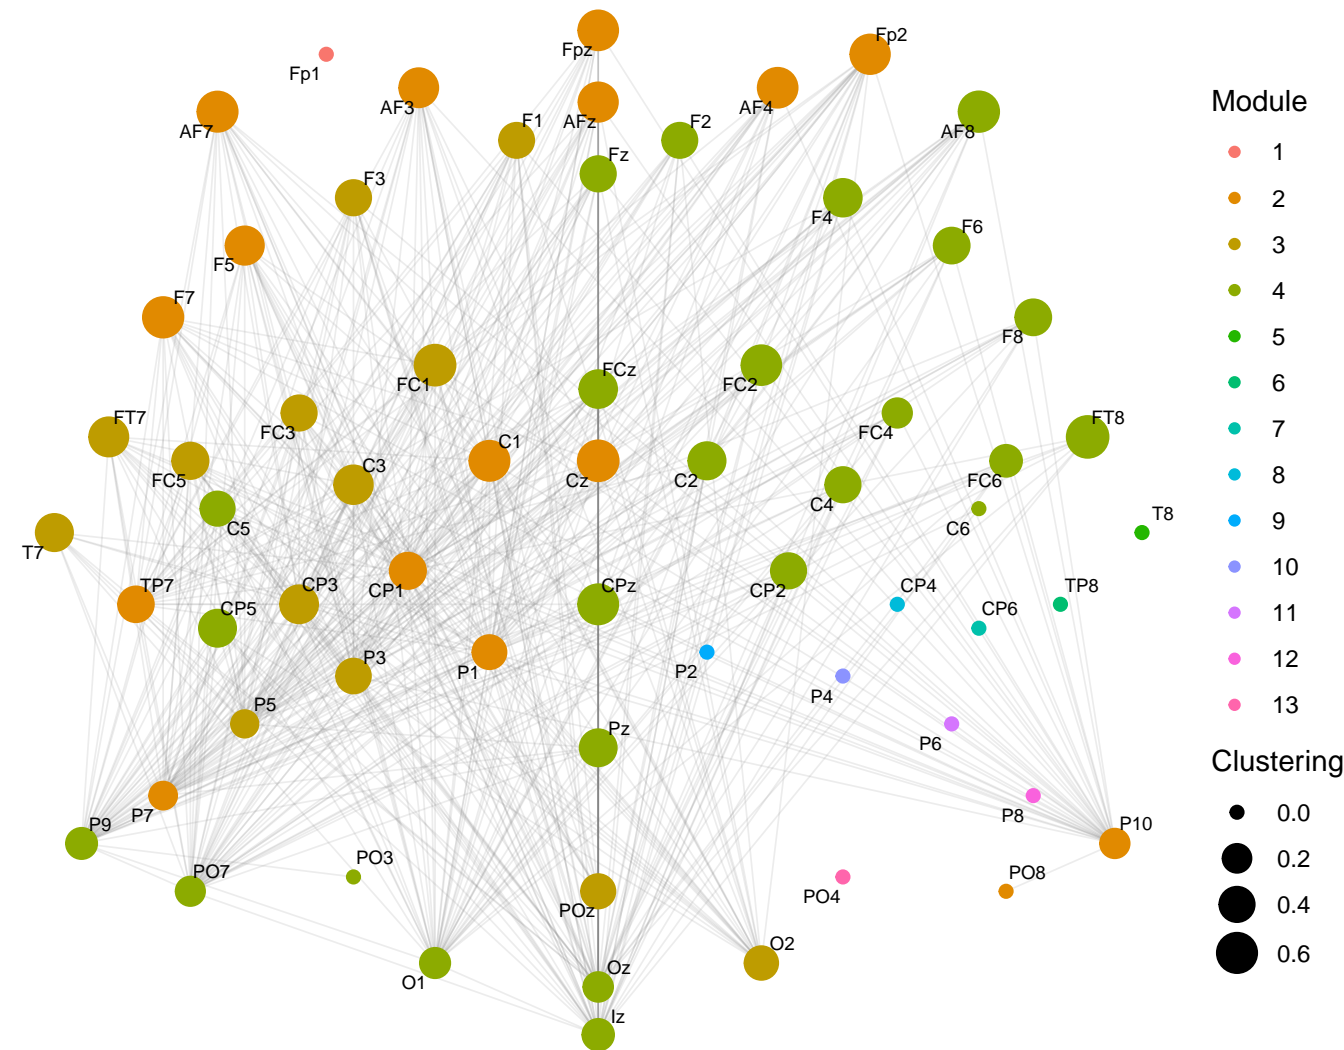 Fpz
Fp2
Fp1
AF7
AF3
AFz
AF4
AF8
F1
F2
Fz
F3
F4
F5
F6
F7
F8
FC1
FCz
FC2
FC3
FC4
FT7
FT8
FC5
C3
C1
Cz
C2
C4
FC6
C5
C6
T7
T8
TP7
CP5
CP3
CP1
CPz
CP2
CP4
CP6
TP8
P3
P1
P2
P4
P5
P6
Pz
P7
P8
P9
P10
PO7
PO3
POz
PO4
PO8
O1
Oz
O2
Iz
Module
1
2
3
4
5
6
7
8
9
10
11
12
13
Clustering
0.0
0.2
0.4
0.6